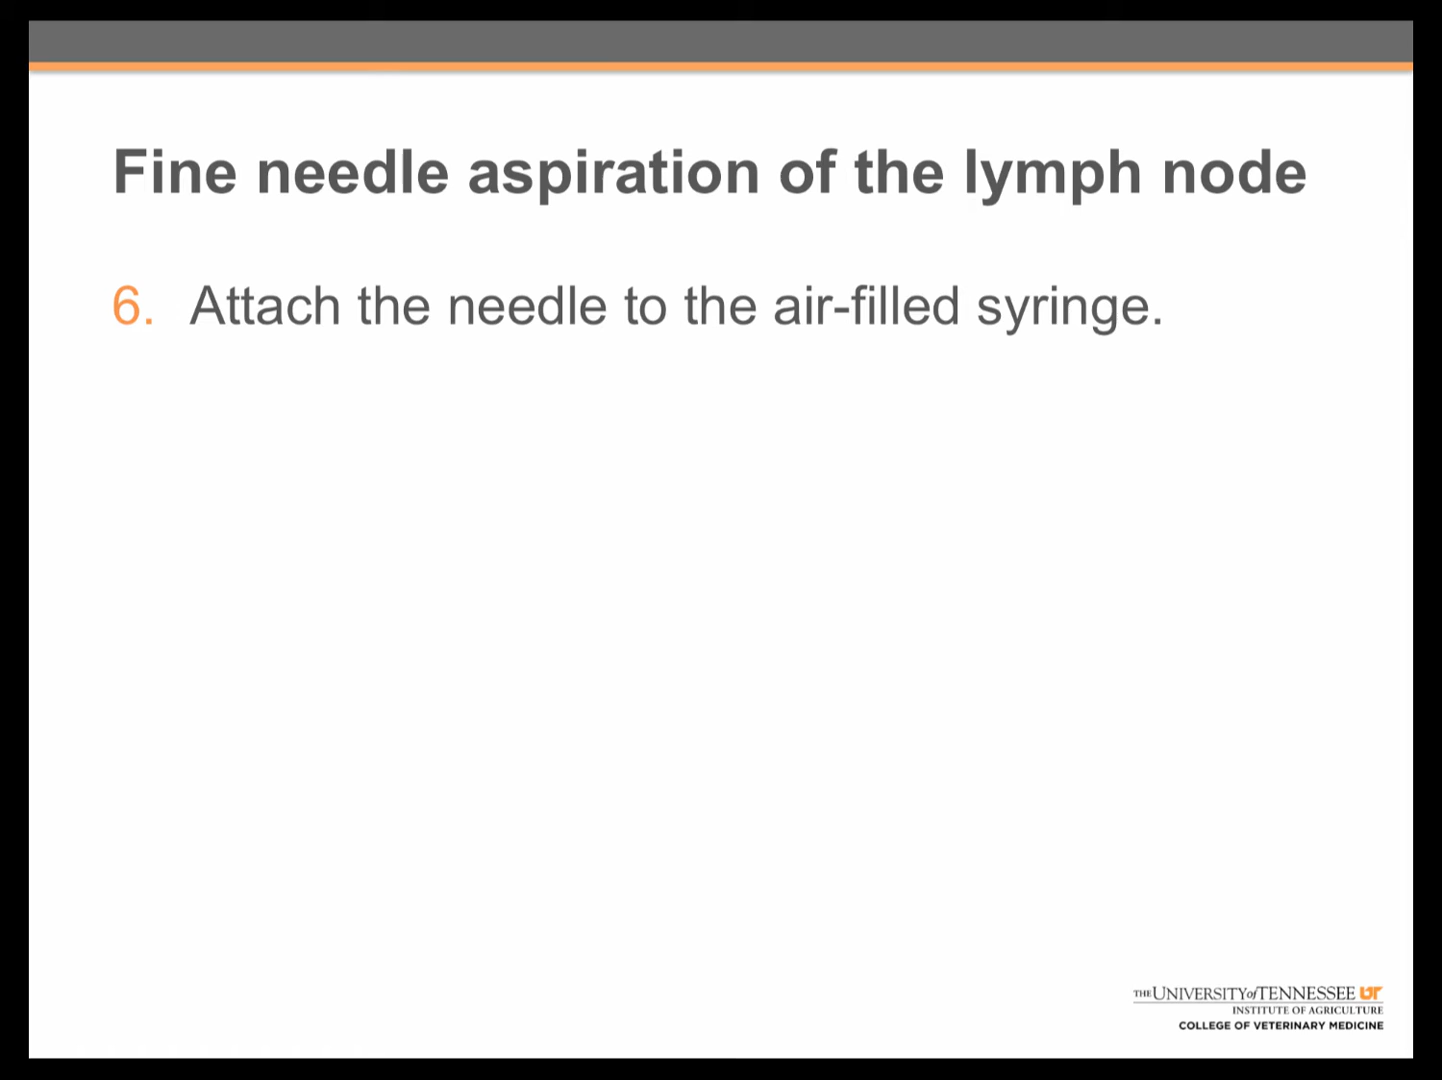 Fine needle aspiration of the lymph node
6. Attach the needle to the air-filled syringe.
THE UNIVERSITY of TENNESSEE UT
INSTITUTE OF AGRICULTURE
COLLEGE OF VETERINARY MEDICINE